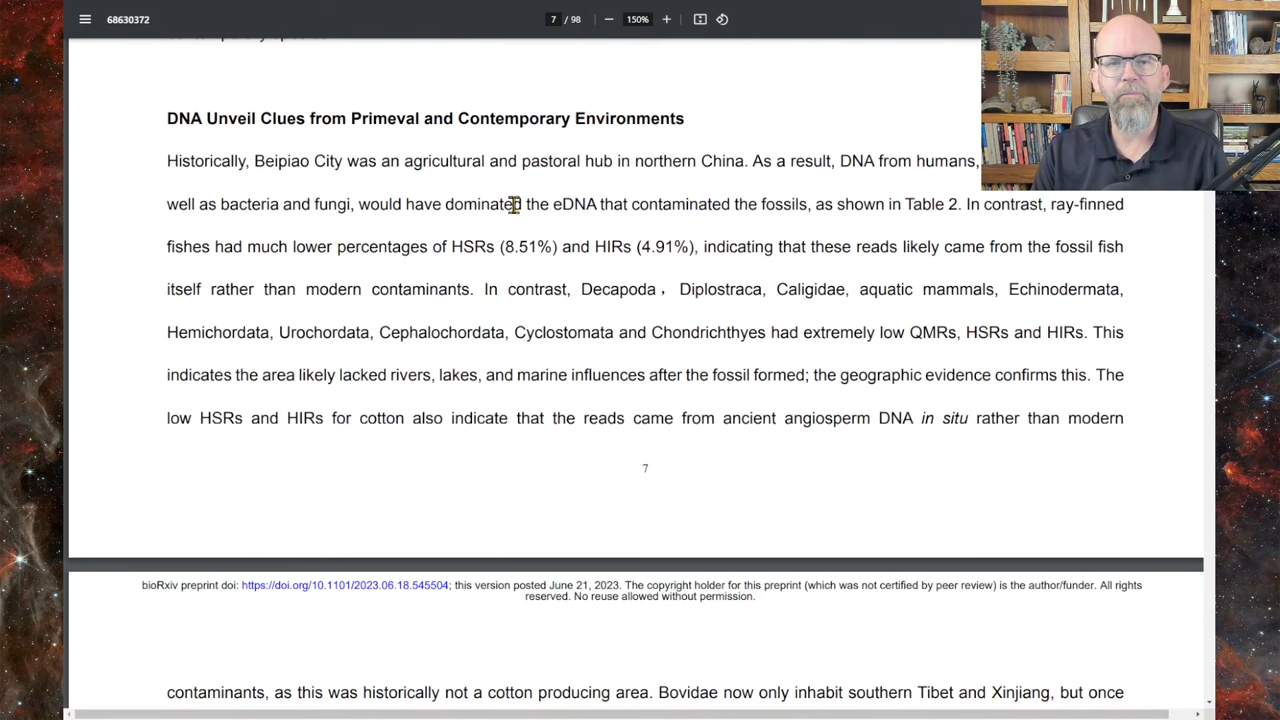 68630372
7 / 98
150%
DNA Unveil Clues from Primeval and Contemporary Environments
Historically, Beipiao City was an agricultural and pastoral hub in northern China. As a result, DNA from humans,
well as bacteria and fungi, would have dominated the eDNA that contaminated the fossils, as shown in Table 2. In contrast, ray-finned
fishes had much lower percentages of HSRs (8.51%) and HIRs (4.91%), indicating that these reads likely came from the fossil fish
itself rather than modern contaminants. In contrast, Decapoda，Diplostraca, Caligidae, aquatic mammals, Echinodermata,
Hemichordata, Urochordata, Cephalochordata, Cyclostomata and Chondrichthyes had extremely low QMRs, HSRs and HIRs. This
indicates the area likely lacked rivers, lakes, and marine influences after the fossil formed; the geographic evidence confirms this. The
low HSRs and HIRs for cotton also indicate that the reads came from ancient angiosperm DNA in situ rather than modern
7
bioRxiv preprint doi: https://doi.org/10.1101/2023.06.18.545504; this version posted June 21, 2023. The copyright holder for this preprint (which was not certified by peer review) is the author/funder. All rights
reserved. No reuse allowed without permission.
contaminants, as this was historically not a cotton producing area. Bovidae now only inhabit southern Tibet and Xinjiang, but once